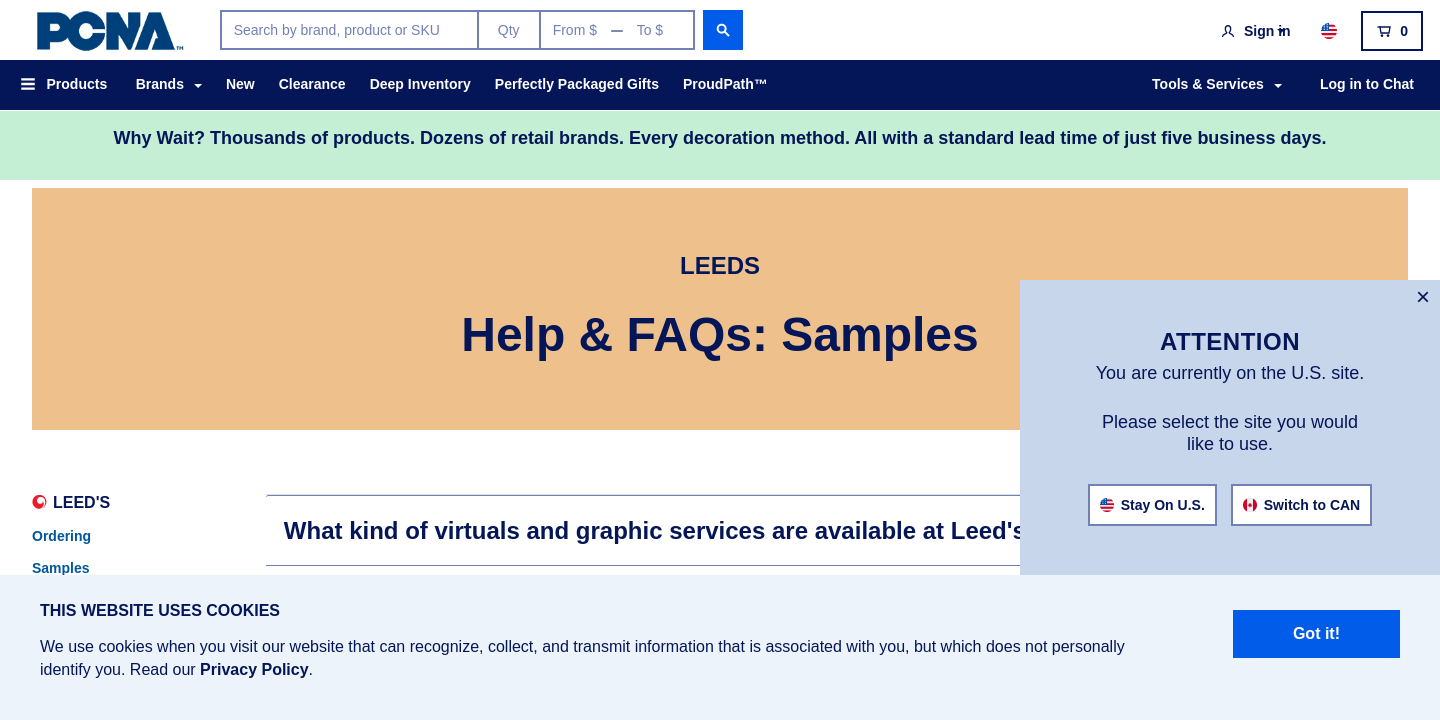 PCNA™
Search by brand, product or SKU
Qty
From $ — To $
Sign in
0
Products
Brands
New
Clearance
Deep Inventory
Perfectly Packaged Gifts
ProudPath™
Tools & Services
Log in to Chat
Why Wait? Thousands of products. Dozens of retail brands. Every decoration method. All with a standard lead time of just five business days.
LEEDS
Help & FAQs: Samples
×
ATTENTION
You are currently on the U.S. site.
Please select the site you would
like to use.
Stay On U.S.
Switch to CAN
LEED'S
Ordering
Samples
What kind of virtuals and graphic services are available at Leed's
THIS WEBSITE USES COOKIES
We use cookies when you visit our website that can recognize, collect, and transmit information that is associated with you, but which does not personally
identify you. Read our Privacy Policy.
Got it!